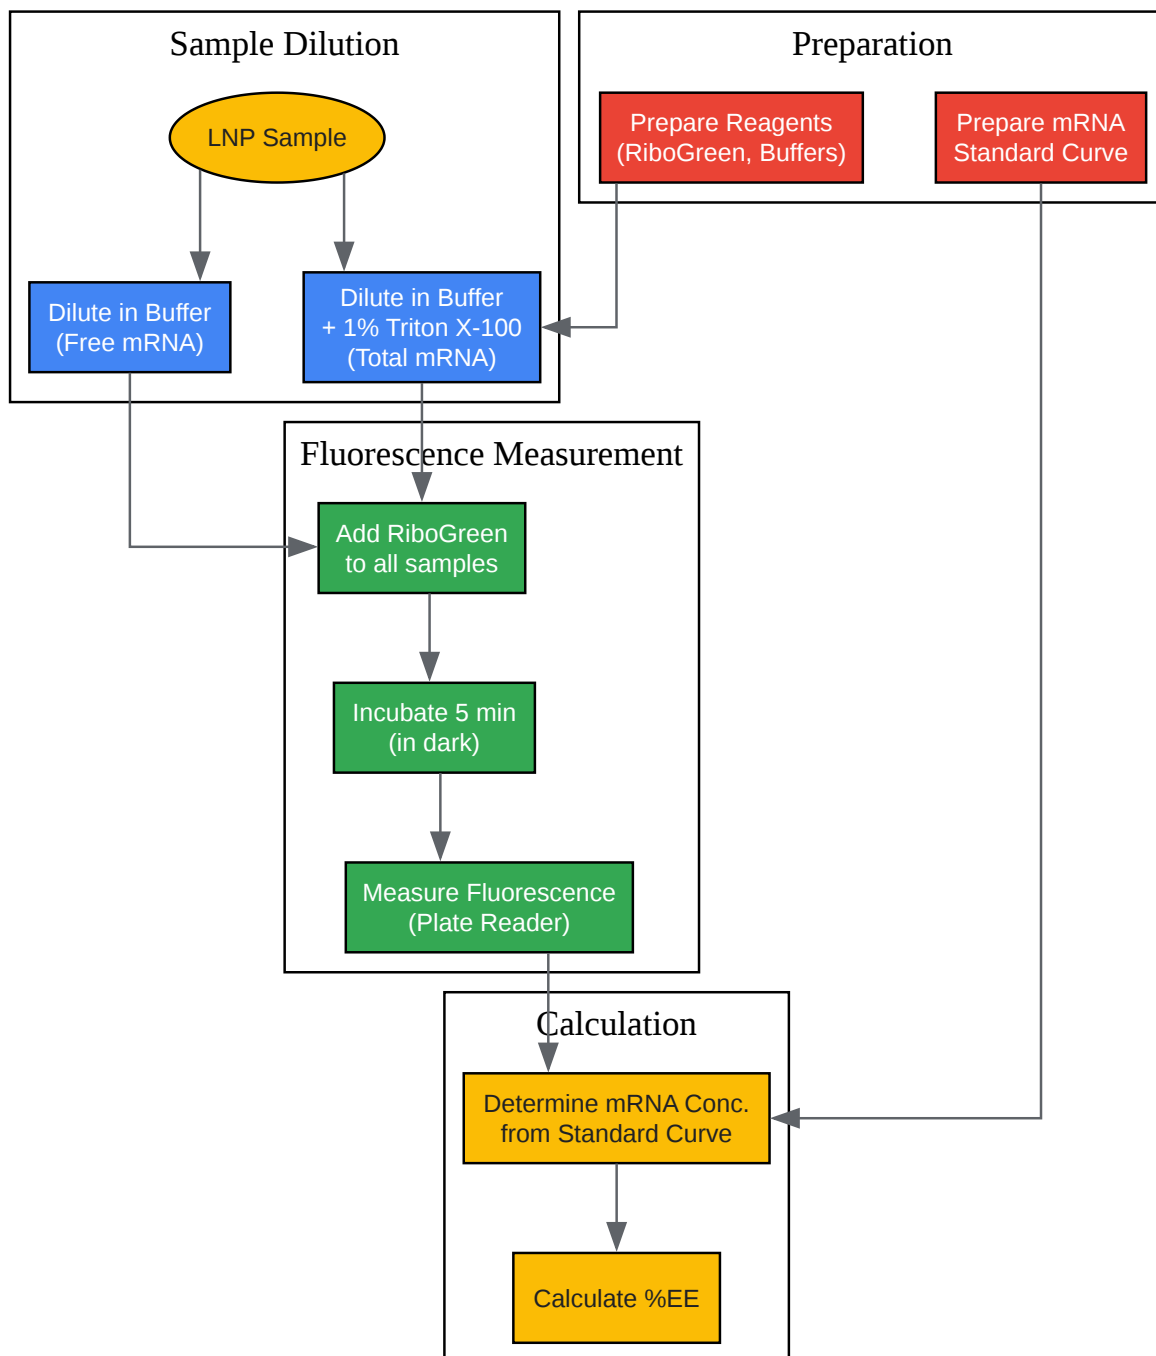 Sample Dilution
LNP Sample
Dilute in Buffer
(Free mRNA)
Dilute in Buffer
+ 1% Triton X-100
(Total mRNA)
Preparation
Prepare Reagents
(RiboGreen, Buffers)
Prepare mRNA
Standard Curve
Fluorescence Measurement
Add RiboGreen
to all samples
Incubate 5 min
(in dark)
Measure Fluorescence
(Plate Reader)
Calculation
Determine mRNA Conc.
from Standard Curve
Calculate %EE